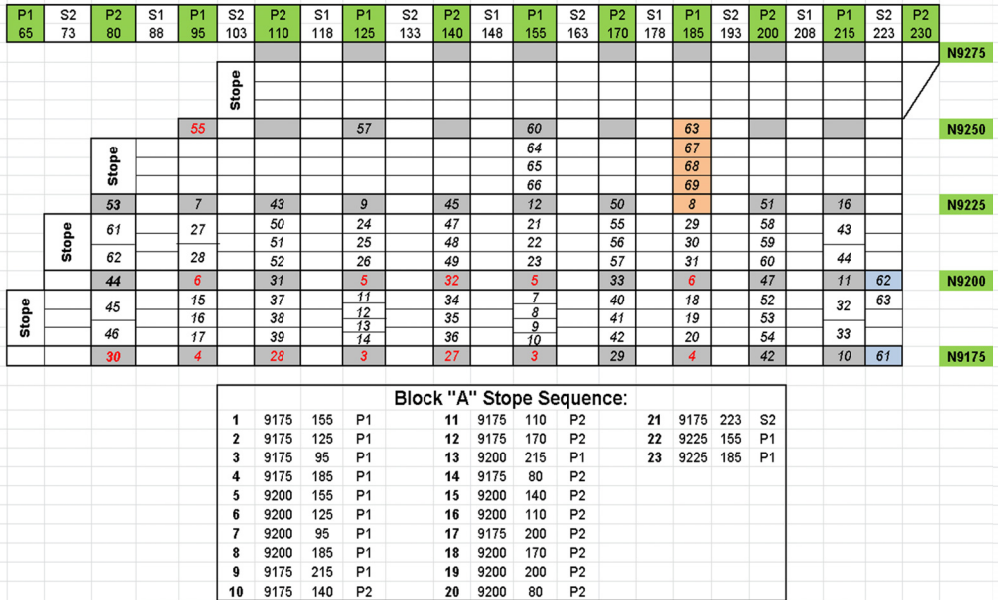 P1 S2 P2 S1 P1 S2 P2 S1 P1 S2 P2 S1 P1 S2 P2 S1 P1 S2 P2 S1 P1 S2 P2
65 73 80 88 95 103 110 118 125 133 140 148 155 163 170 178 185 193 200 208 215 223 230
N9275
Stope
55 57 60 63 N9250
Stope
64 67
65 68
66 69
53 7 43 9 45 12 50 8 51 16 N9225
Stope
61 27 50 24 47 21 55 29 58 43
51 25 48 22 56 30 59
62 28 52 26 49 23 57 31 60 44
44 6 31 5 32 5 33 6 47 11 62 N9200
Stope
45 15 37 11 34 7 40 18 52 32 63
16 38 12 35 8 41 19 53
13 9
46 17 39 14 36 10 42 20 54 33
30 4 28 3 27 3 29 4 42 10 61 N9175
Block "A" Stope Sequence:
1 9175 155 P1 11 9175 110 P2 21 9175 223 S2
2 9175 125 P1 12 9175 170 P2 22 9225 155 P1
3 9175 95 P1 13 9200 215 P1 23 9225 185 P1
4 9175 185 P1 14 9175 80 P2
5 9200 155 P1 15 9200 140 P2
6 9200 125 P1 16 9200 110 P2
7 9200 95 P1 17 9175 200 P2
8 9200 185 P1 18 9200 170 P2
9 9175 215 P1 19 9200 200 P2
10 9175 140 P2 20 9200 80 P2